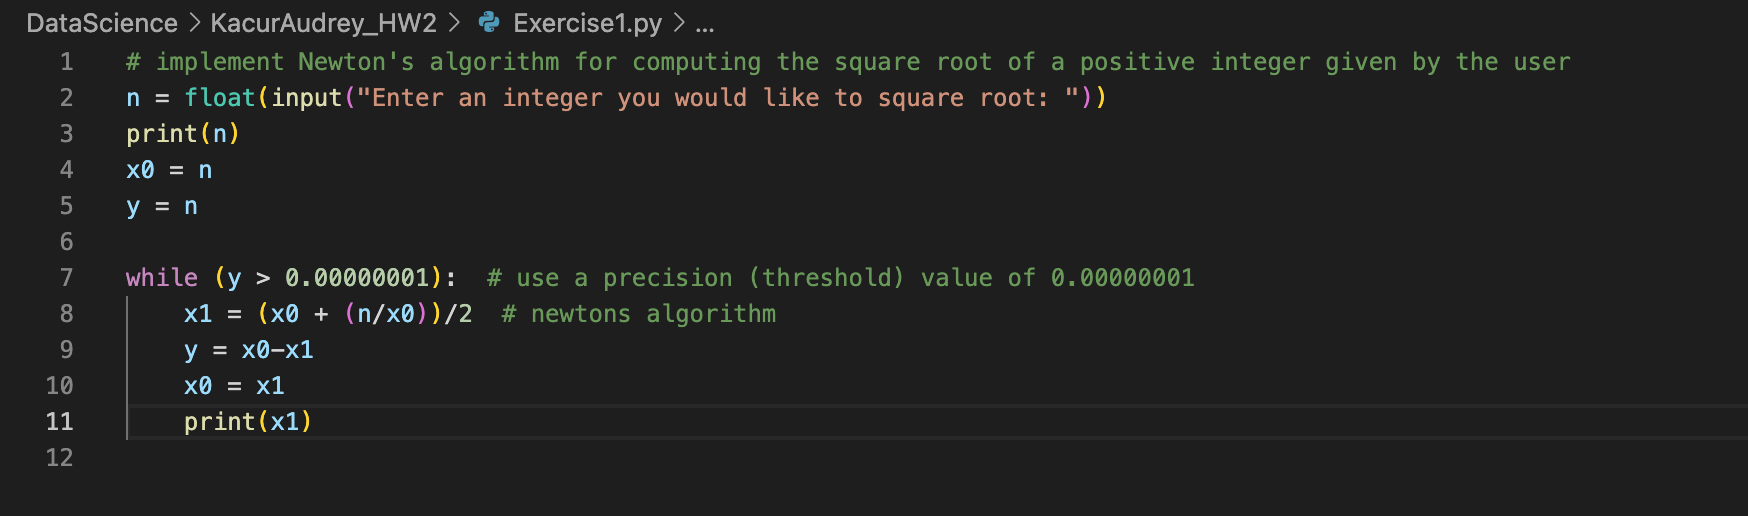 DataScience > KacurAudrey_HW2 > Exercise1.py > ...
1 # implement Newton's algorithm for computing the square root of a positive integer given by the user
2 n = float(input("Enter an integer you would like to square root: "))
3 print(n)
4 x0 = n
5 y = n
6
7 while (y > 0.00000001):  # use a precision (threshold) value of 0.00000001
8     x1 = (x0 + (n/x0))/2  # newtons algorithm
9     y = x0-x1
10     x0 = x1
11     print(x1)
12